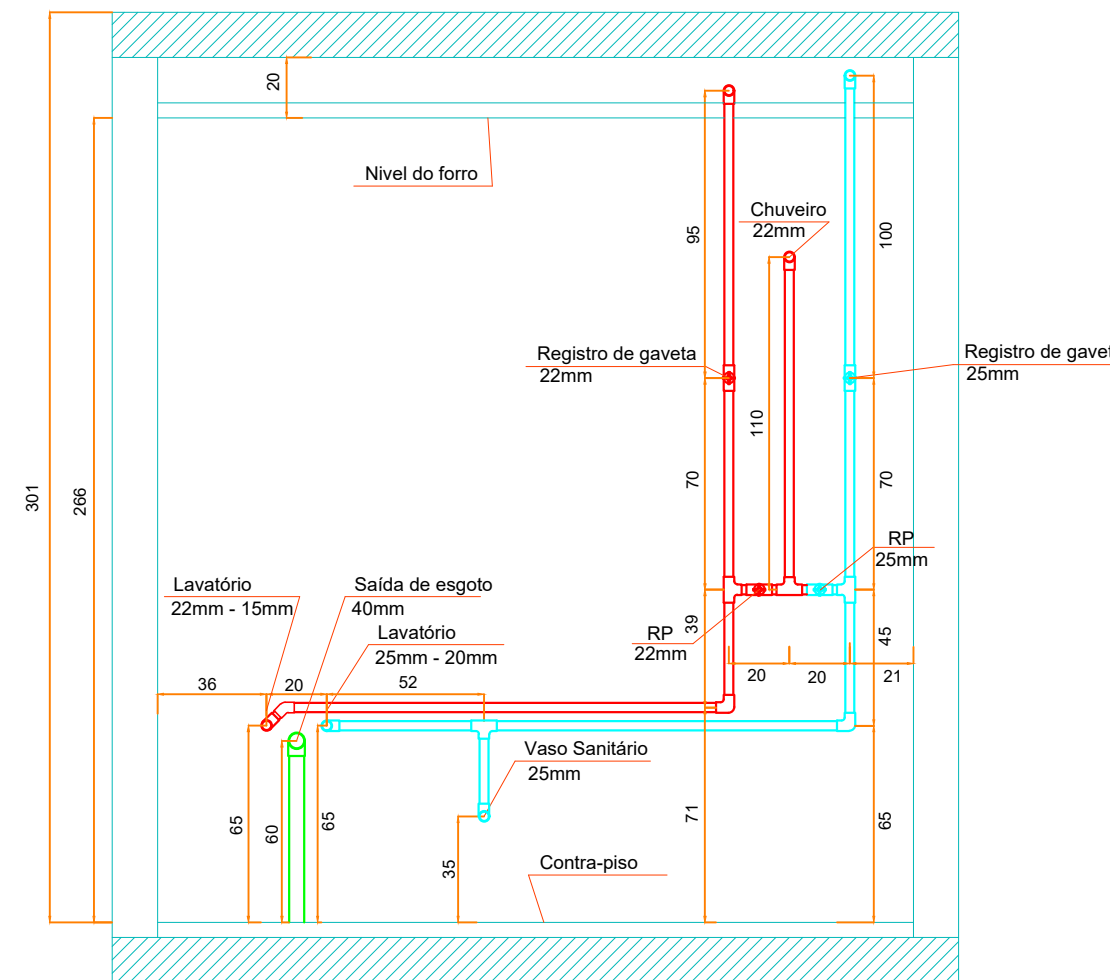 20
Nivel do forro
Chuveiro
22mm
95
100
Registro de gaveta
22mm
Registro de gavet
25mm
110
301
266
70
70
RP
25mm
Lavatório
22mm - 15mm
Saída de esgoto
40mm
Lavatório
25mm - 20mm
39
RP
22mm
45
36
20
52
20
20
21
Vaso Sanitário
25mm
65
60
65
35
71
65
Contra-piso